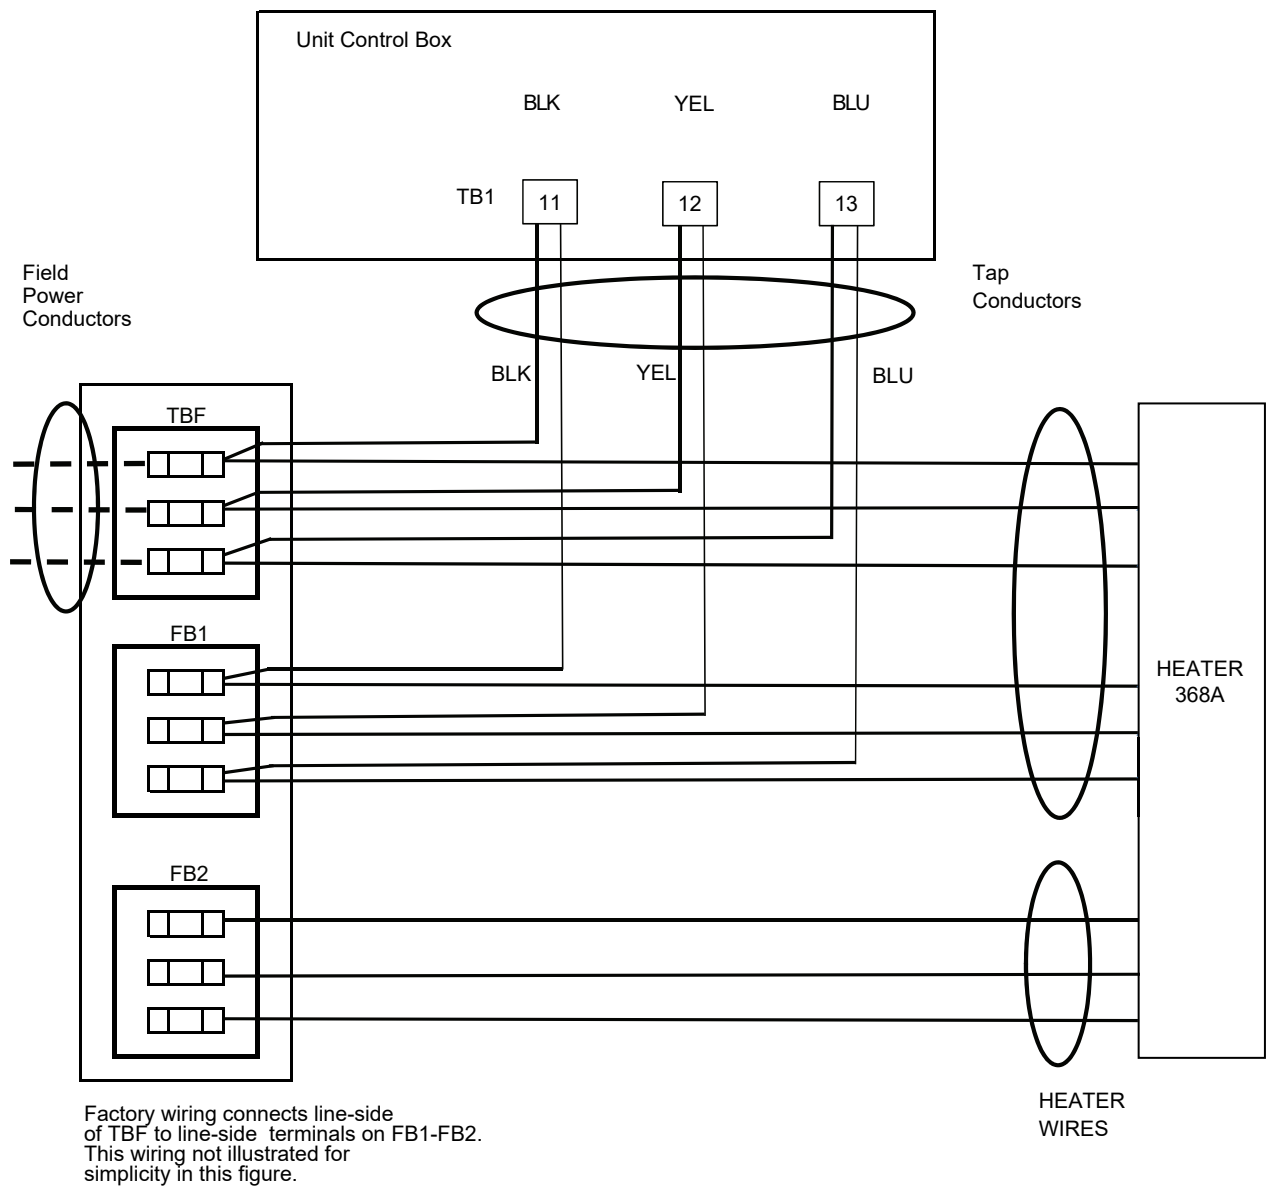 Unit Control Box
BLK
YEL
BLU
TB1
11
12
13
Field
Power
Conductors
Tap
Conductors
BLK
YEL
BLU
TBF
FB1
HEATER
368A
FB2
HEATER
WIRES
Factory wiring connects line-side
of TBF to line-side terminals on FB1-FB2.
This wiring not illustrated for
simplicity in this figure.